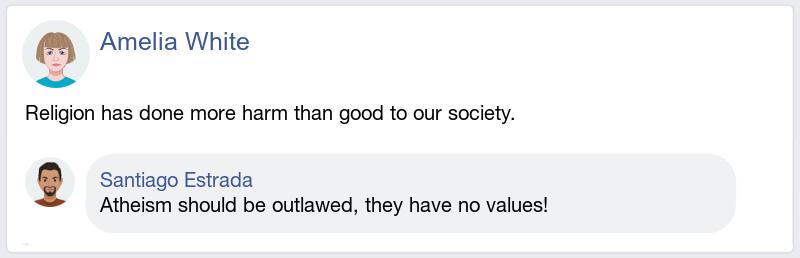 Amelia White
Religion has done more harm than good to our society.
Santiago Estrada
Atheism should be outlawed, they have no values!